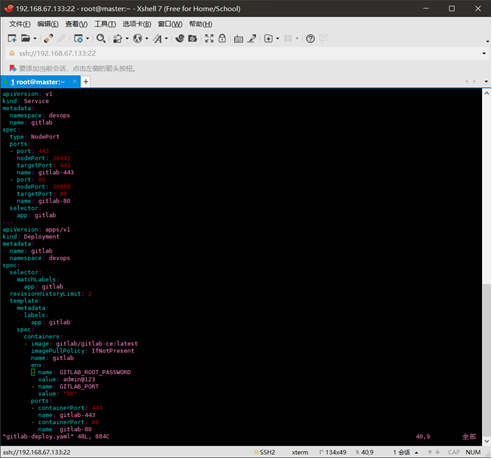 192.168.67.133:22 - root@master:~ - Xshell 7 (Free for Home/School)
文件(F) 编辑(E) 查看(V) 工具(T) 选项卡(B) 窗口(W) 帮助(H)
ssh://192.168.67.133:22
要添加当前会话，点击左侧的箭头按钮。
1 root@master:~ × +
apiVersion: v1
kind: Service
metadata:
  namespace: devops
  name: gitlab
spec:
  type: NodePort
  ports:
  - port: 443
    nodePort:
    targetPort: 443
    name: gitlab-443
  - port: 80
    nodePort:
    targetPort: 80
    name: gitlab-80
  selector:
    app: gitlab
---
apiVersion: apps/v1
kind: Deployment
metadata:
  name: gitlab
  namespace: devops
spec:
  selector:
    matchLabels:
      app: gitlab
  revisionHistoryLimit: 2
  template:
    metadata:
      labels:
        app: gitlab
    spec:
      containers:
      - image: gitlab/gitlab-ce:latest
        imagePullPolicy: IfNotPresent
        name: gitlab
        env:
        - name: GITLAB_ROOT_PASSWORD
          value: admin@123
        - name: GITLAB_PORT
          value: "80"
        ports:
        - containerPort: 443
          name: gitlab-443
        - containerPort: 80
          name: gitlab-80
"gitlab-deploy.yaml" 48L, 884C 40,9 全部
ssh://192.168.67.133:22 SSH2 xterm 134x49 40,9 1 会话 CAP NUM